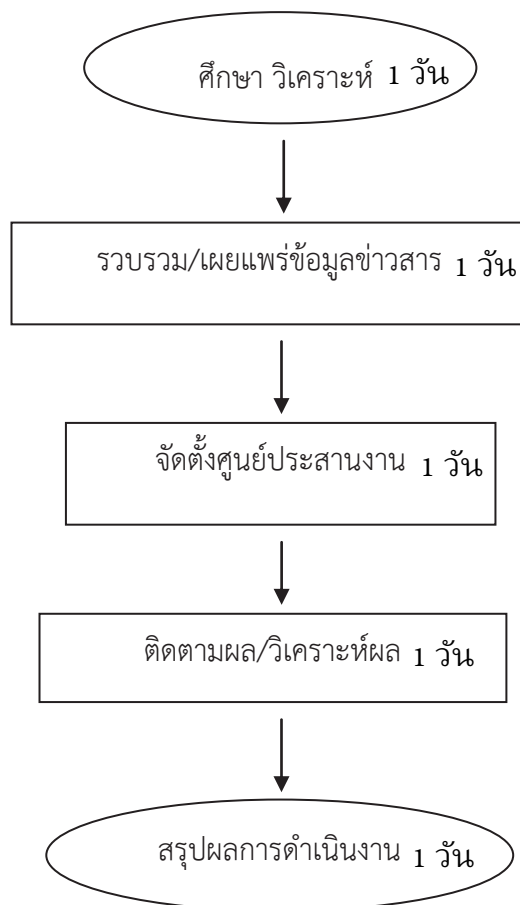 ศึกษา วิเคราะห์ 1 วัน
รวบรวม/เผยแพร่ข้อมูลข่าวสาร 1 วัน
จัดตั้งศูนย์ประสานงาน 1 วัน
ติดตามผล/วิเคราะห์ผล 1 วัน
สรุปผลการดำเนินงาน 1 วัน